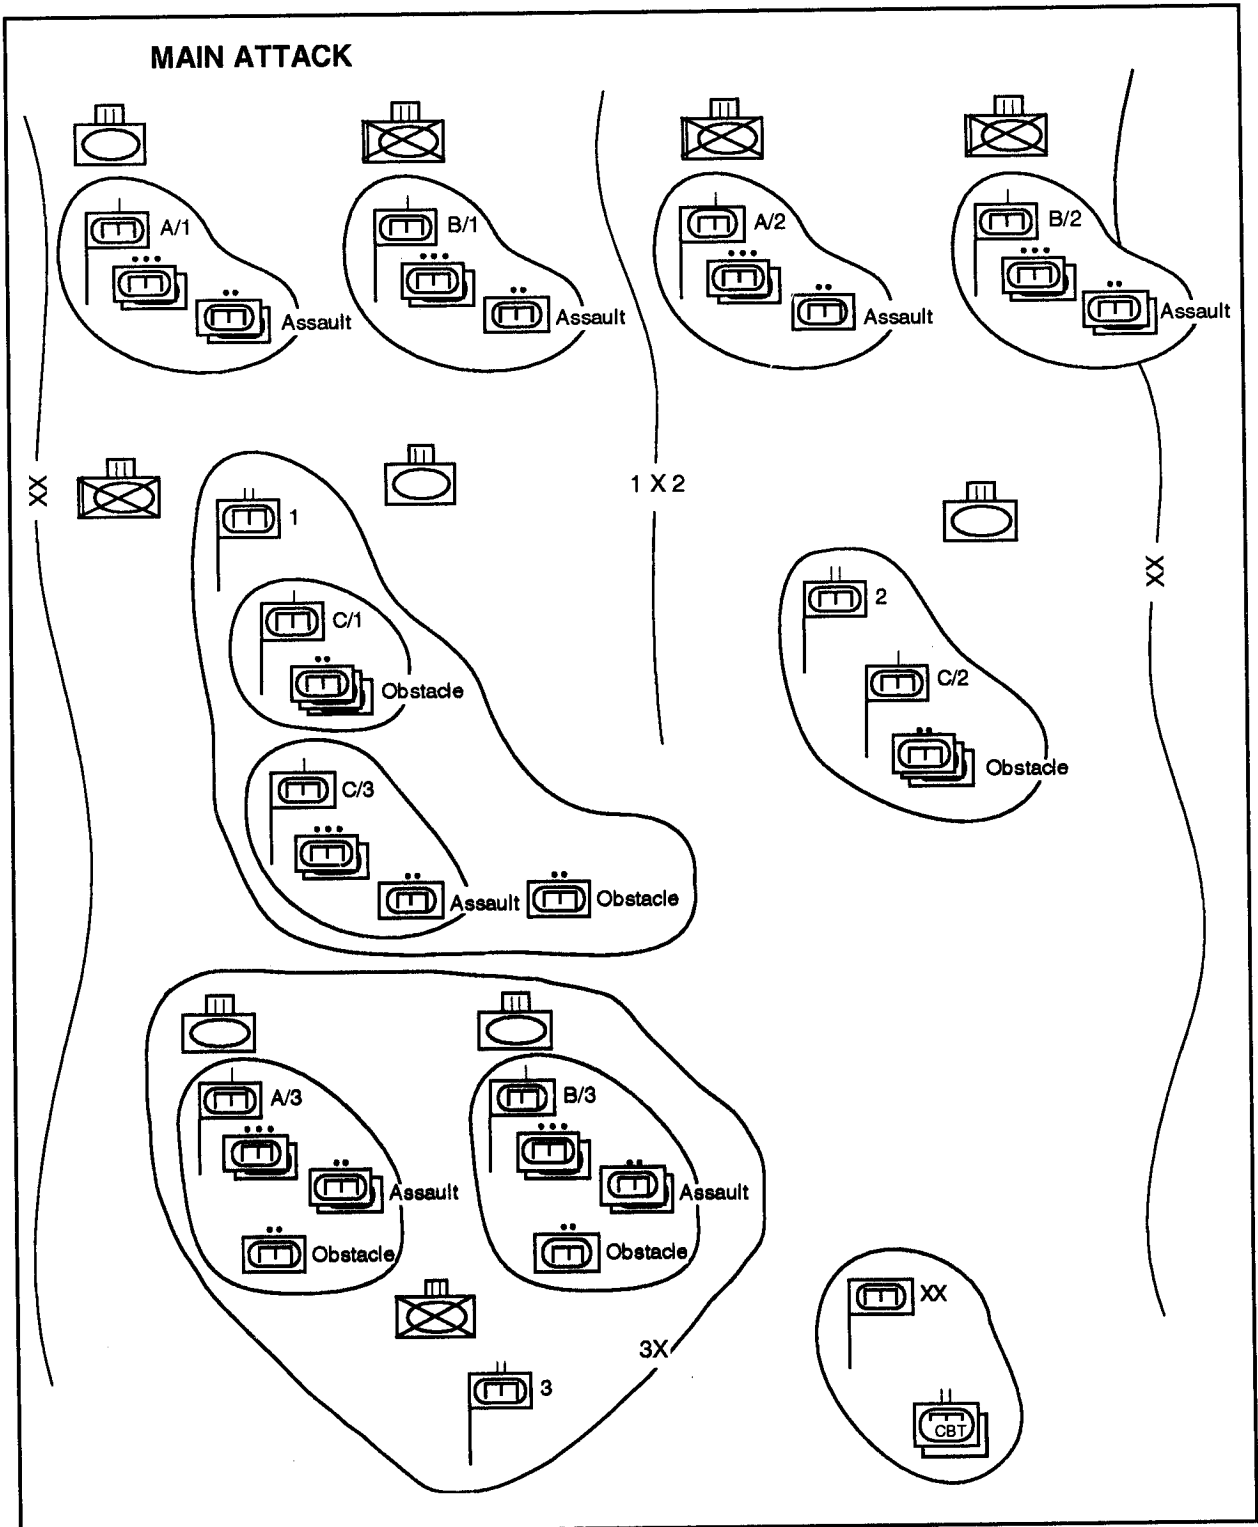 MAIN ATTACK
A/1
B/1
A/2
B/2
Assault
Assault
Assault
Assault
XX
1 X 2
1
2
XX
C/1
C/2
Obstacle
Obstacle
C/3
Assault
Obstacle
A/3
B/3
Assault
Assault
Obstacle
Obstacle
XX
3X
3
CBT